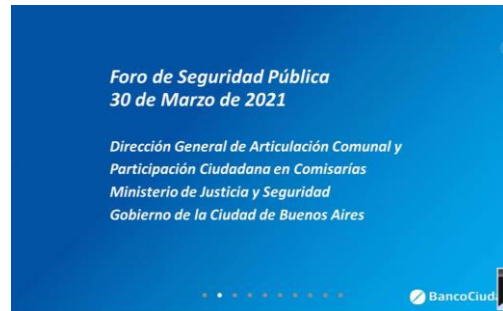 Foro de Seguridad Pública
30 de Marzo de 2021
Dirección General de Articulación Comunal y
Participación Ciudadana en Comisarías
Ministerio de Justicia y Seguridad
Gobierno de la Ciudad de Buenos Aires
BancoCiud